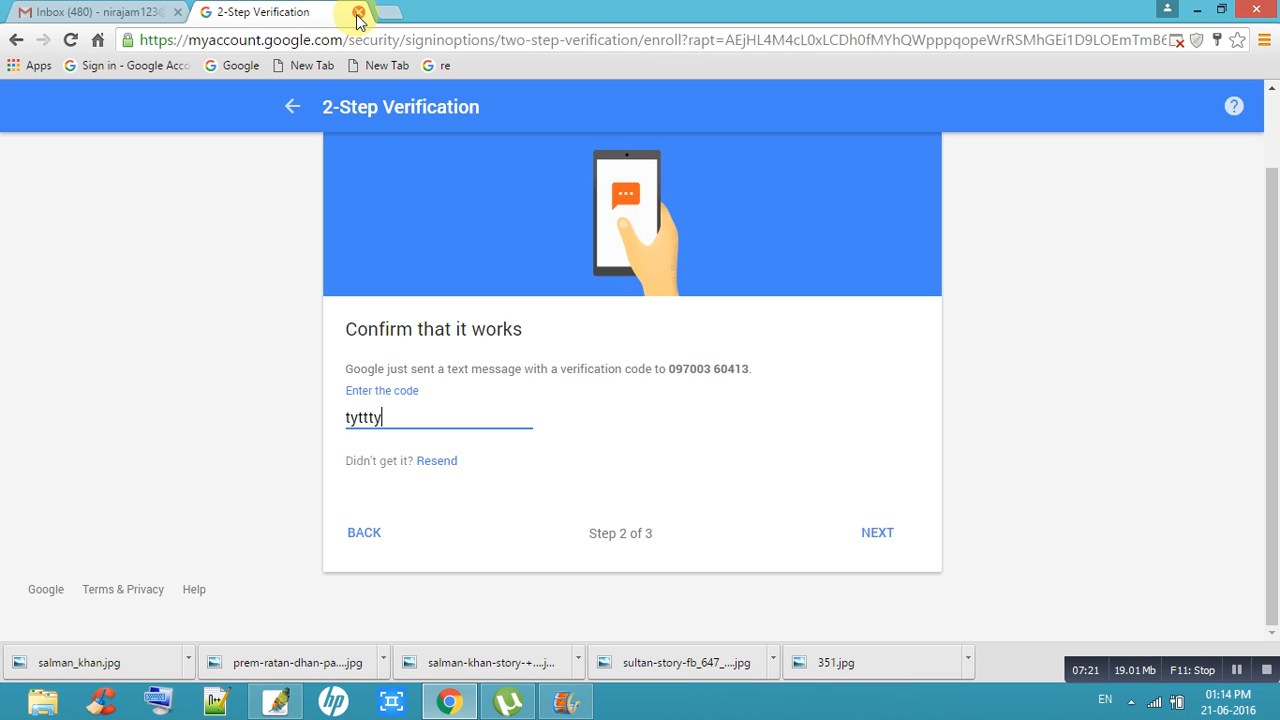 Inbox (480) - nirajam123@
2-Step Verification
https://myaccount.google.com/security/signinoptions/two-step-verification/enroll?rapt=
Apps
Sign in - Google Acco
Google
New Tab
New Tab
re
2-Step Verification
Confirm that it works
Google just sent a text message with a verification code to 097003 60413.
Enter the code
tyttty
Didn't get it? Resend
BACK
Step 2 of 3
NEXT
Google
Terms & Privacy
Help
salman_khan.jpg
prem-ratan-dhan-pa....jpg
salman-khan-story-+...j...
sultan-story-fb_647_...jpg
351.jpg
07:21
19.01 Mb
F11: Stop
EN
01:14 PM
21-06-2016